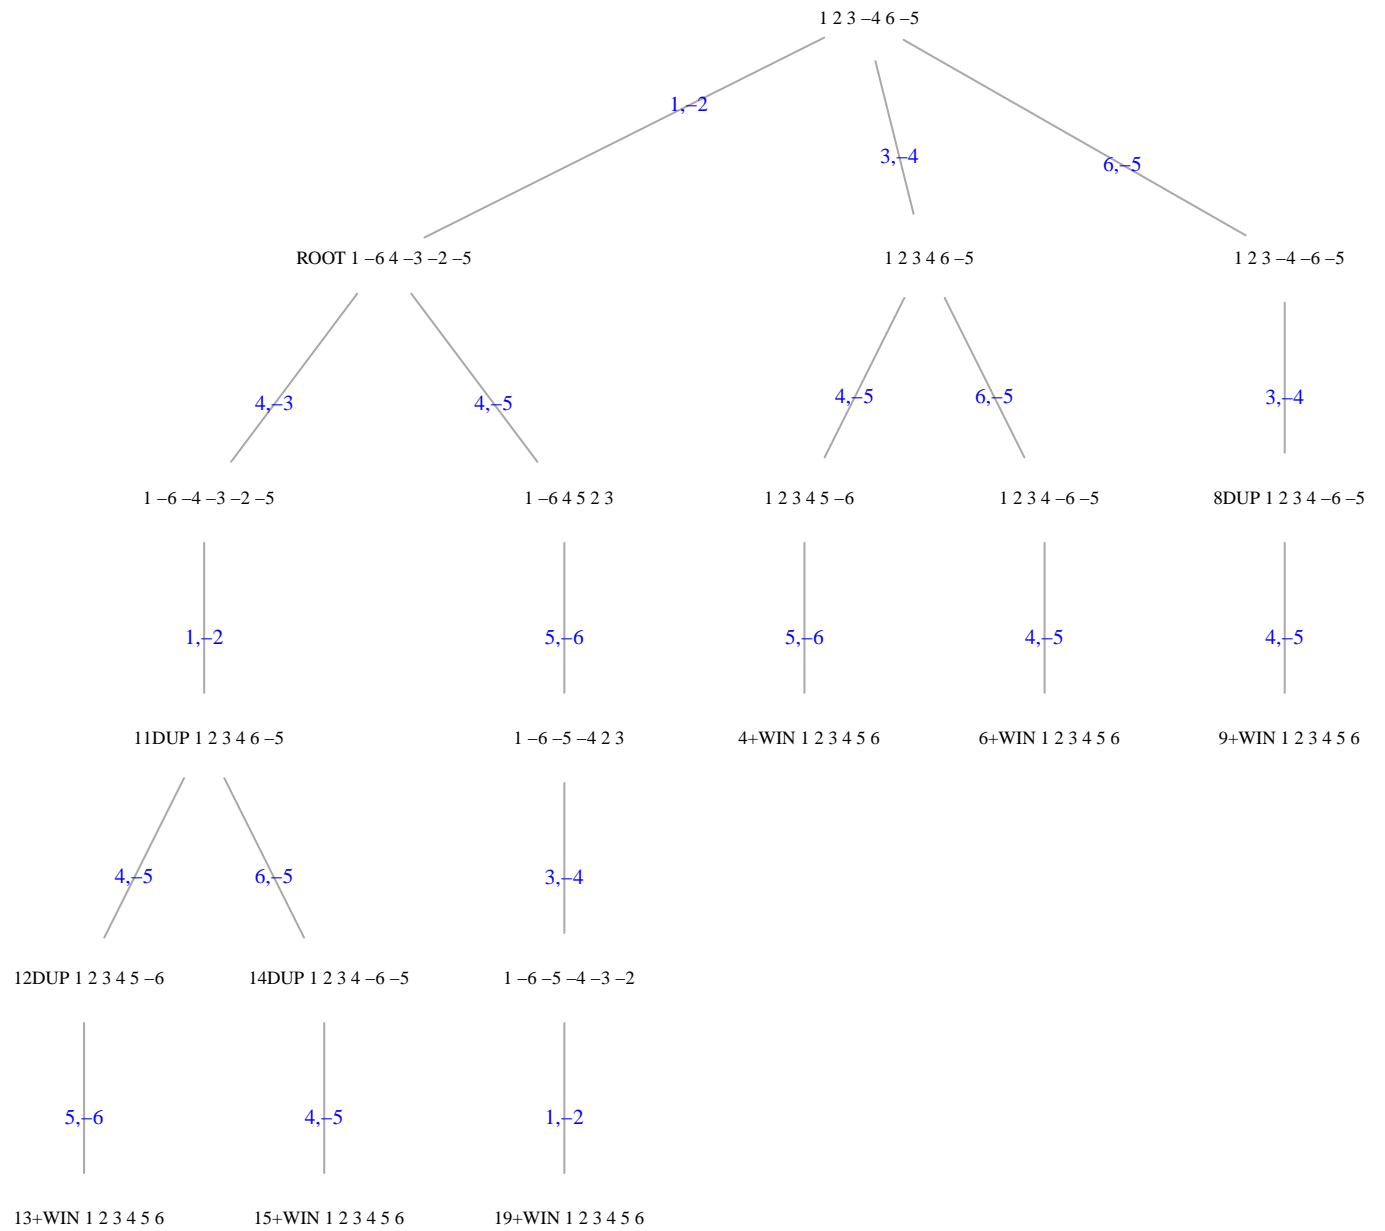 1 2 3 –4 6 –5
1,–2
3,–4
6,–5
ROOT 1 –6 4 –3 –2 –5
1 2 3 4 6 –5
1 2 3 –4 –6 –5
4,–3
4,–5
4,–5
6,–5
3,–4
1 –6 –4 –3 –2 –5
1 –6 4 5 2 3
1 2 3 4 5 –6
1 2 3 4 –6 –5
8DUP 1 2 3 4 –6 –5
1,–2
5,–6
5,–6
4,–5
4,–5
11DUP 1 2 3 4 6 –5
1 –6 –5 –4 2 3
4+WIN 1 2 3 4 5 6
6+WIN 1 2 3 4 5 6
9+WIN 1 2 3 4 5 6
4,–5
6,–5
3,–4
12DUP 1 2 3 4 5 –6
14DUP 1 2 3 4 –6 –5
1 –6 –5 –4 –3 –2
5,–6
4,–5
1,–2
13+WIN 1 2 3 4 5 6
15+WIN 1 2 3 4 5 6
19+WIN 1 2 3 4 5 6